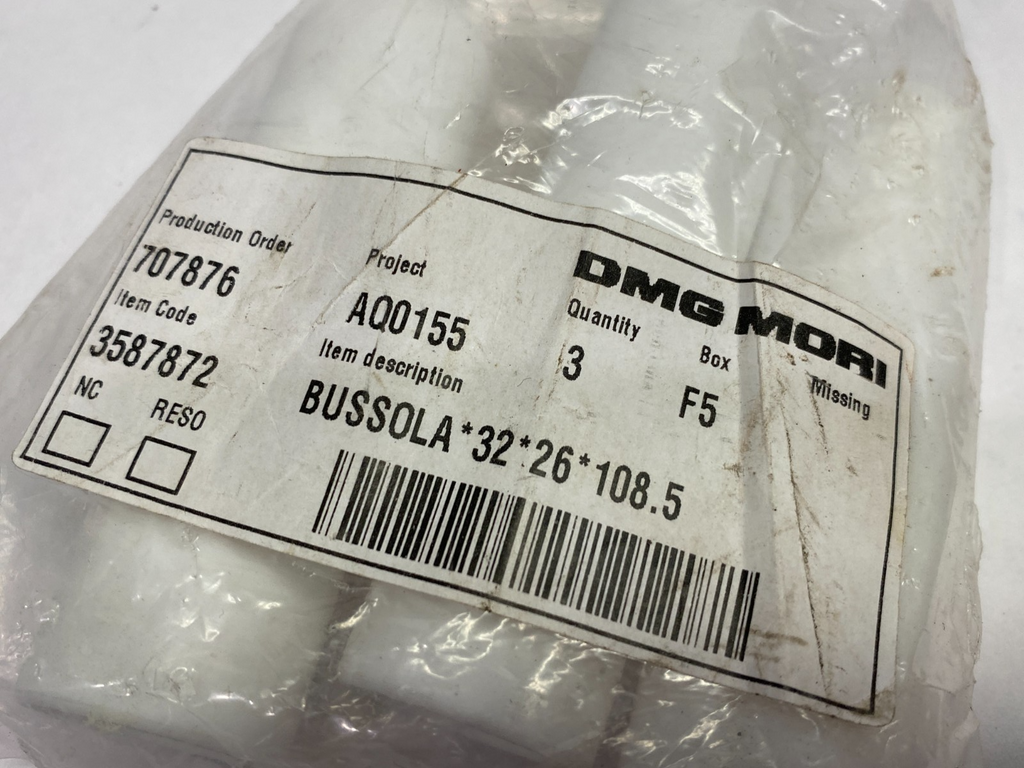 DMG MORI
Production Order Project Quantity Box Missing
707876 AQ0155 3 F5
Item Code Item description
3587872 BUSSOLA*32*26*108.5
NC RESO